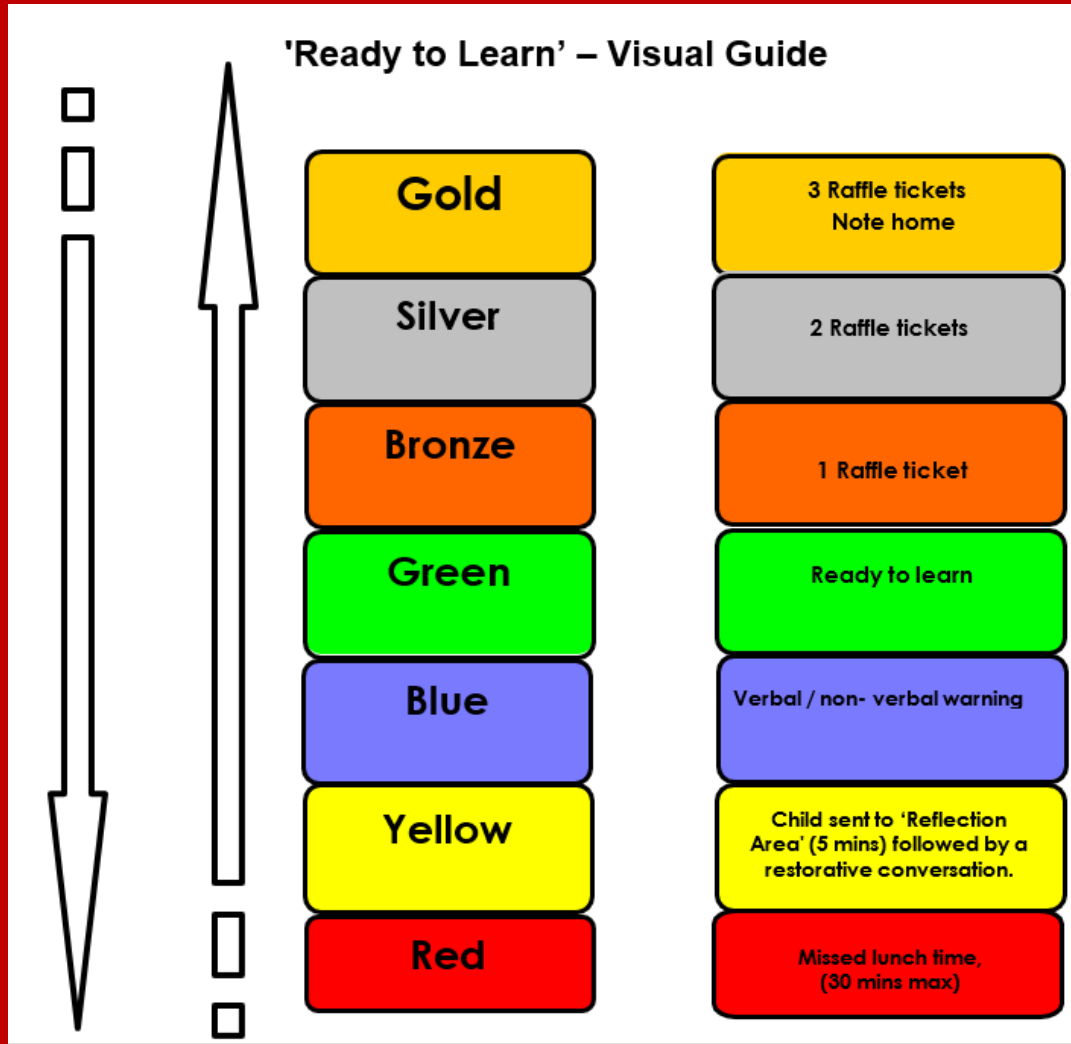 'Ready to Learn’ – Visual Guide
Gold
3 Raffle tickets
Note home
Silver
2 Raffle tickets
Bronze
1 Raffle ticket
Green
Ready to learn
Blue
Verbal / non- verbal warning
Yellow
Child sent to ‘Reflection
Area' (5 mins) followed by a
restorative conversation.
Red
Missed lunch time,
(30 mins max)